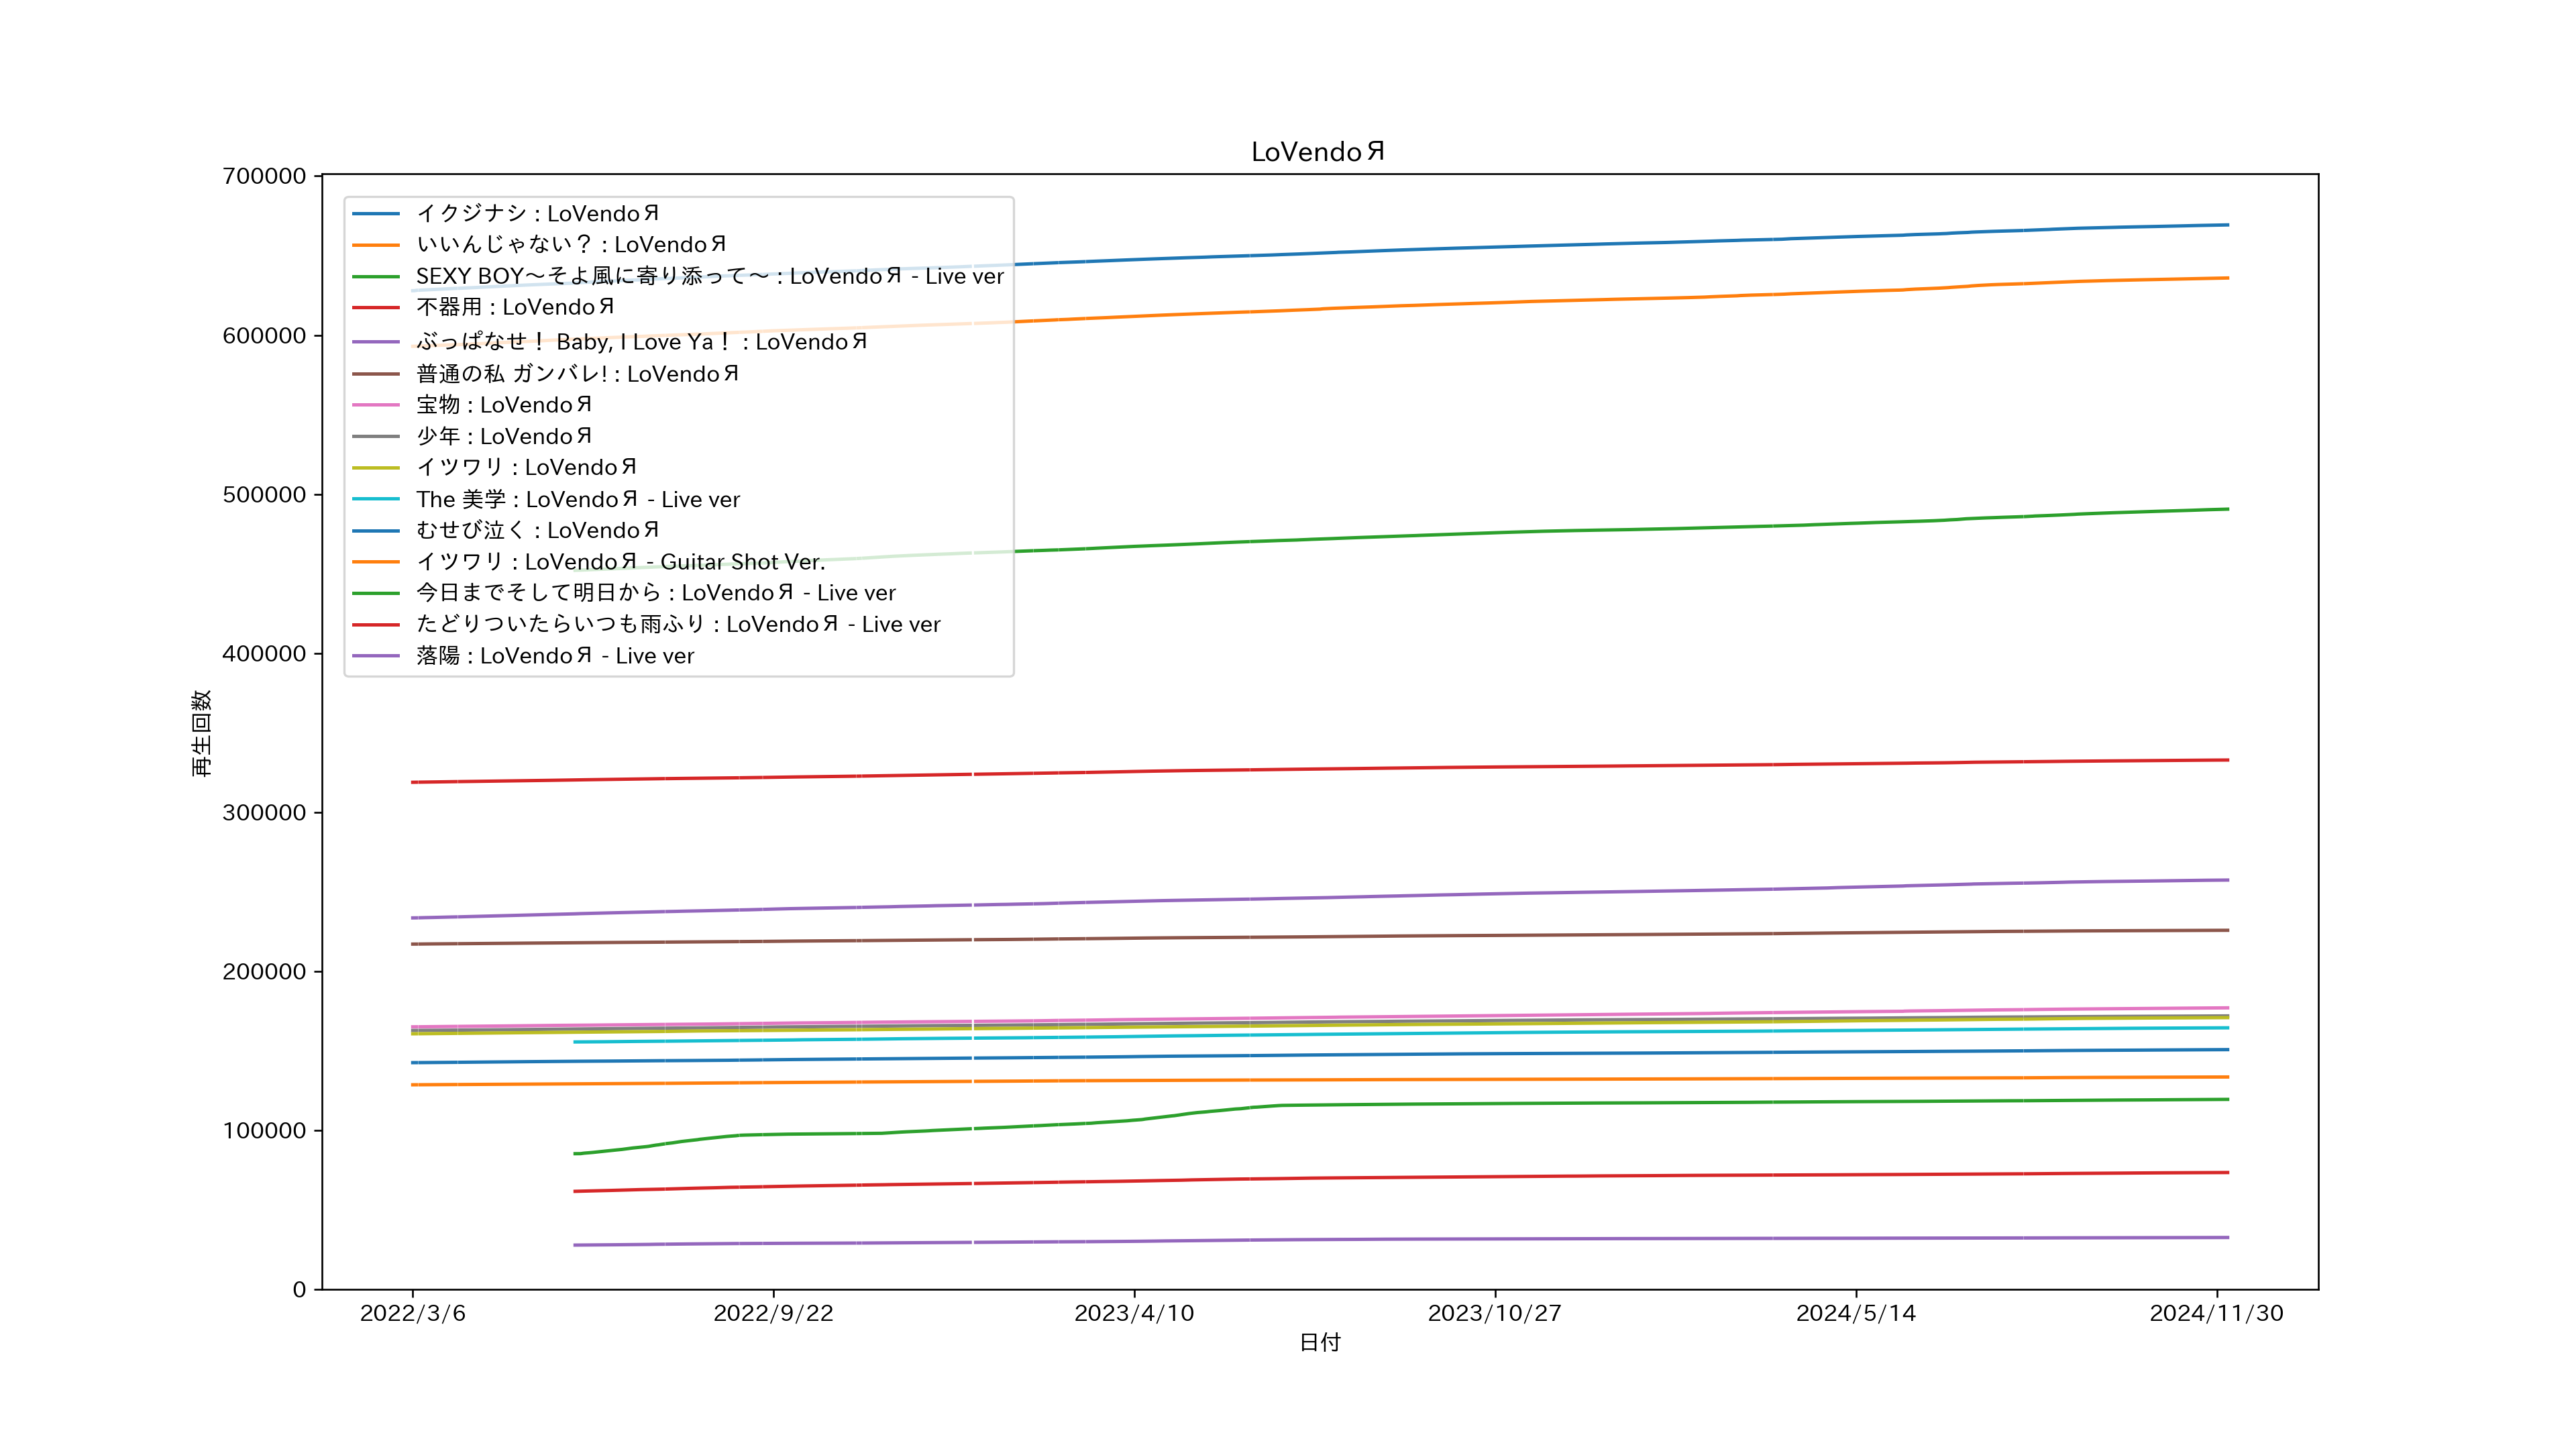 LoVendoЯ
700000
600000
500000
400000
300000
200000
100000
0
再生回数
イクジナシ : LoVendoЯ
いいんじゃない？ : LoVendoЯ
SEXY BOY～そよ風に寄り添って～ : LoVendoЯ - Live ver
不器用 : LoVendoЯ
ぶっぱなせ！ Baby, I Love Ya！ : LoVendoЯ
普通の私 ガンバレ! : LoVendoЯ
宝物 : LoVendoЯ
少年 : LoVendoЯ
イツワリ : LoVendoЯ
The 美学 : LoVendoЯ - Live ver
むせび泣く : LoVendoЯ
イツワリ : LoVendoЯ - Guitar Shot Ver.
今日までそして明日から : LoVendoЯ - Live ver
たどりついたらいつも雨ふり : LoVendoЯ - Live ver
落陽 : LoVendoЯ - Live ver
2022/3/6
2022/9/22
2023/4/10
2023/10/27
2024/5/14
2024/11/30
日付